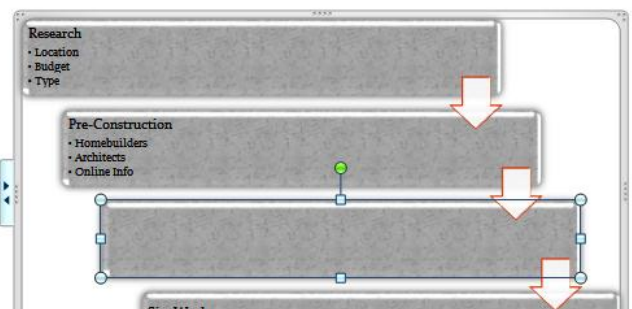 Research
• Location
• Budget
• Type
Pre-Construction
• Homebuilders
• Architects
• Online Info